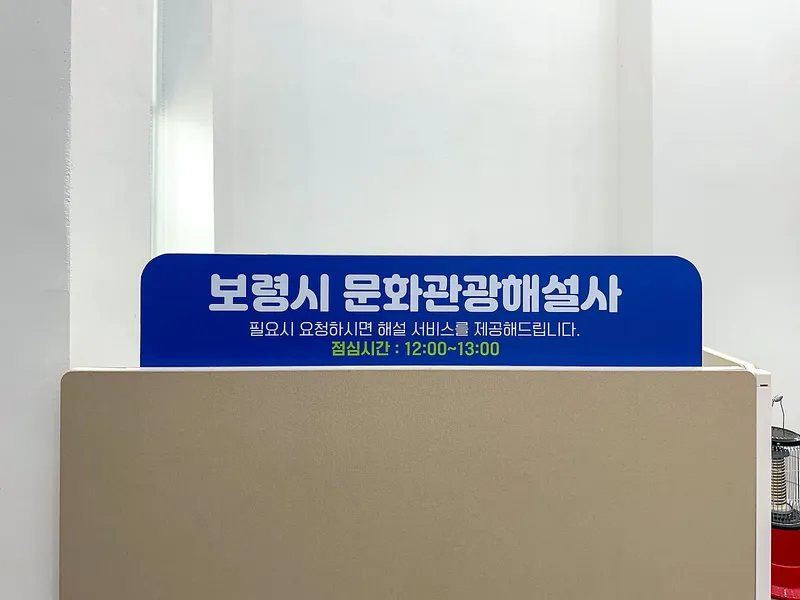 보령시 문화관광해설사
필요시 요청하시면 해설 서비스를 제공해드립니다.
점심시간 : 12:00~13:00